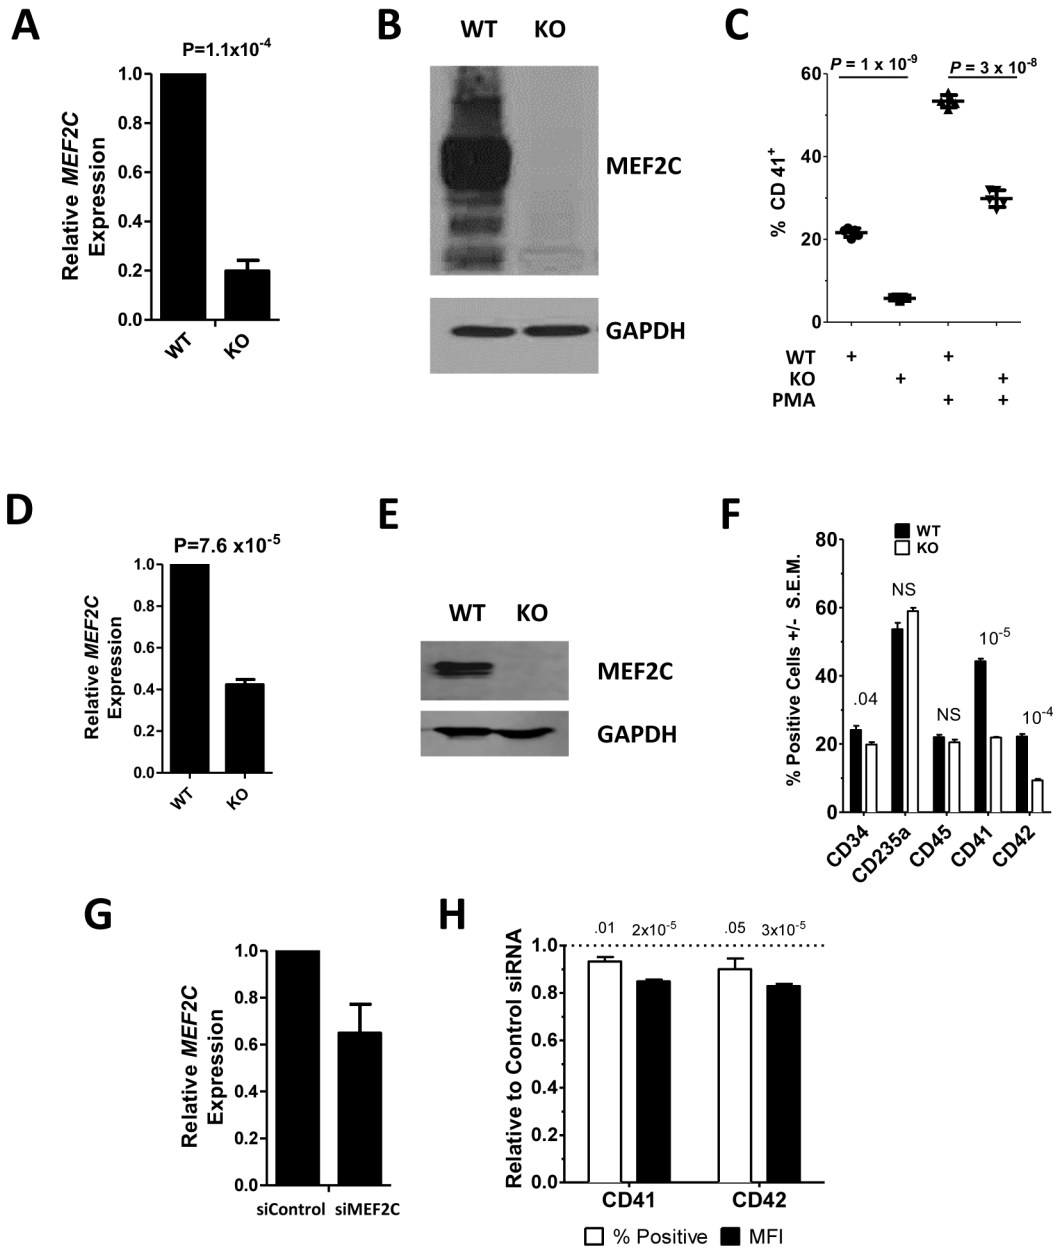 A
P=1.1x10-4
Relative MEF2C
Expression
1.0
0.8
0.6
0.4
0.2
0.0
WT
KO
B
WT KO
MEF2C
GAPDH
C
P = 1 x 10-9
P = 3 x 10-8
% CD 41+
60
40
20
0
WT + +
KO + +
PMA + +
D
P=7.6 x10-5
Relative MEF2C
Expression
1.0
0.8
0.6
0.4
0.2
0.0
WT
KO
E
WT KO
MEF2C
GAPDH
F
WT
KO
% Positive Cells +/- S.E.M.
80
60
40
20
0
.04
NS
NS
10-5
10-4
CD34
CD235a
CD45
CD41
CD42
G
Relative MEF2C
Expression
1.0
0.8
0.6
0.4
0.2
0.0
siControl siMEF2C
H
Relative to Control siRNA
.01 2x10-5 .05 3x10-5
1.0
0.8
0.6
0.4
0.2
0.0
CD41 CD42
% Positive MFI